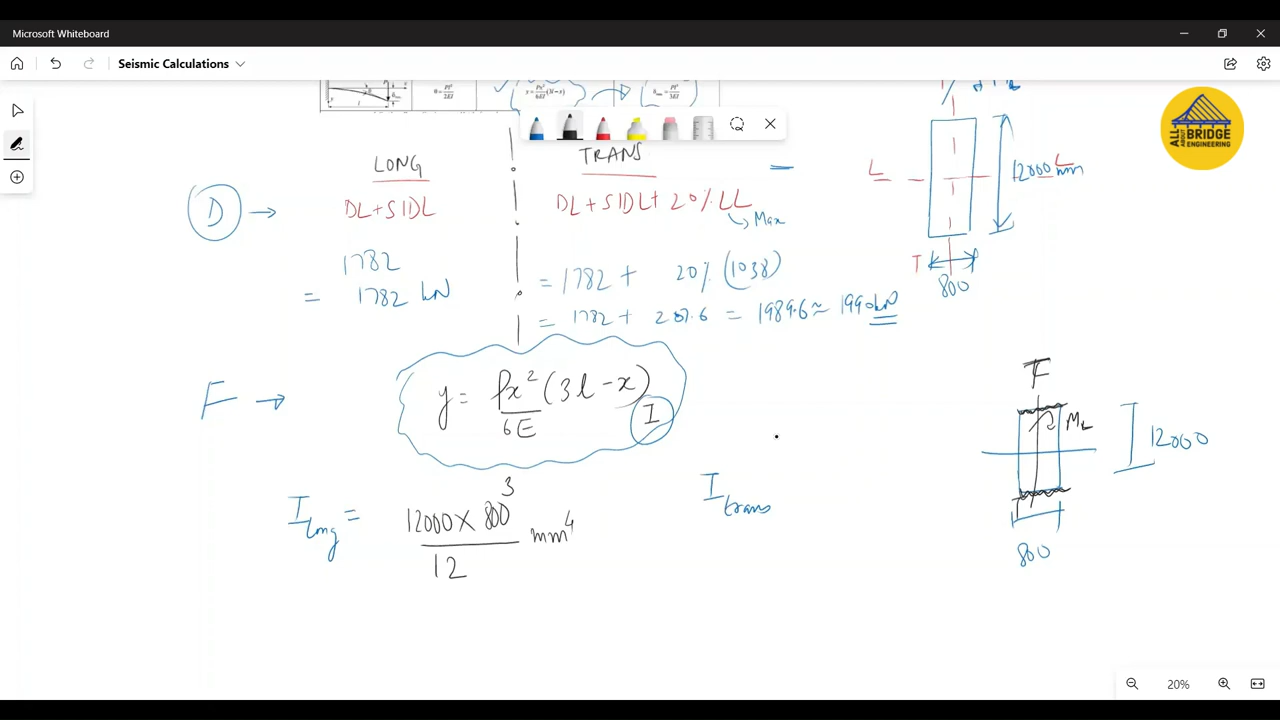 Microsoft Whiteboard
Seismic Calculations
ALL ABOUT BRIDGE ENGINEERING
LONG
TRANS
D → DL+SIDL
DL+SIDL+20% LL
↳ Max
1782
= 1782 kN
= 1782 + 20% (1038)
= 1782 + 207.6 = 1989.6 ≈ 1990 kN
L
L
12000 mm
T
800
F → y = Px² (3l-x)
6E I
I long = 12000 × 800³ mm⁴
12
I trans
F
ML
12000
800
20%